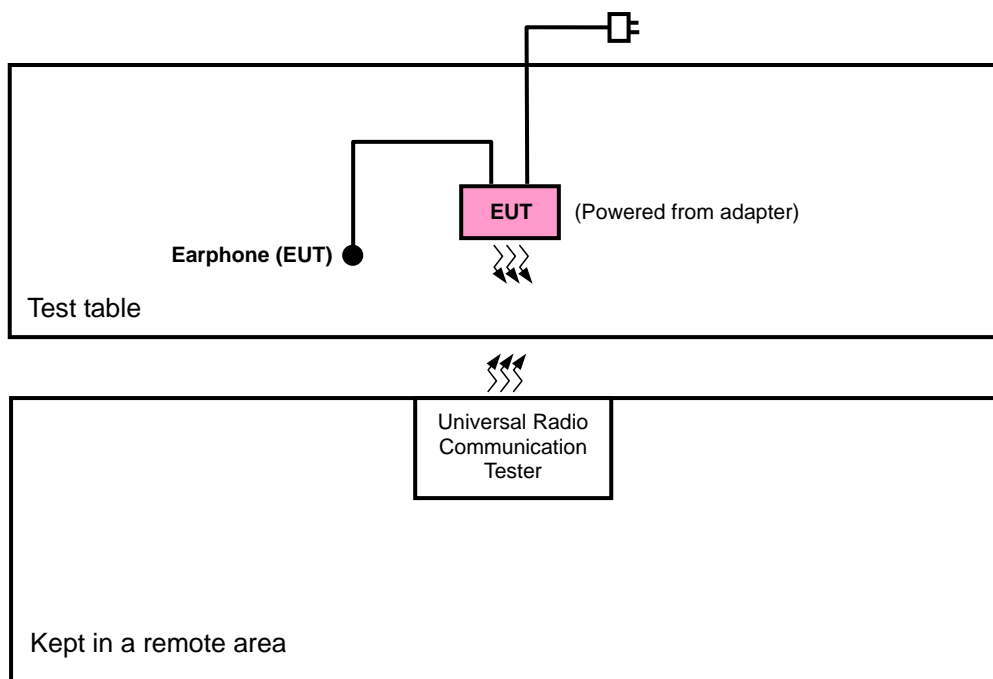 EUT
(Powered from adapter)
Earphone (EUT)
Test table
Universal Radio
Communication
Tester
Kept in a remote area